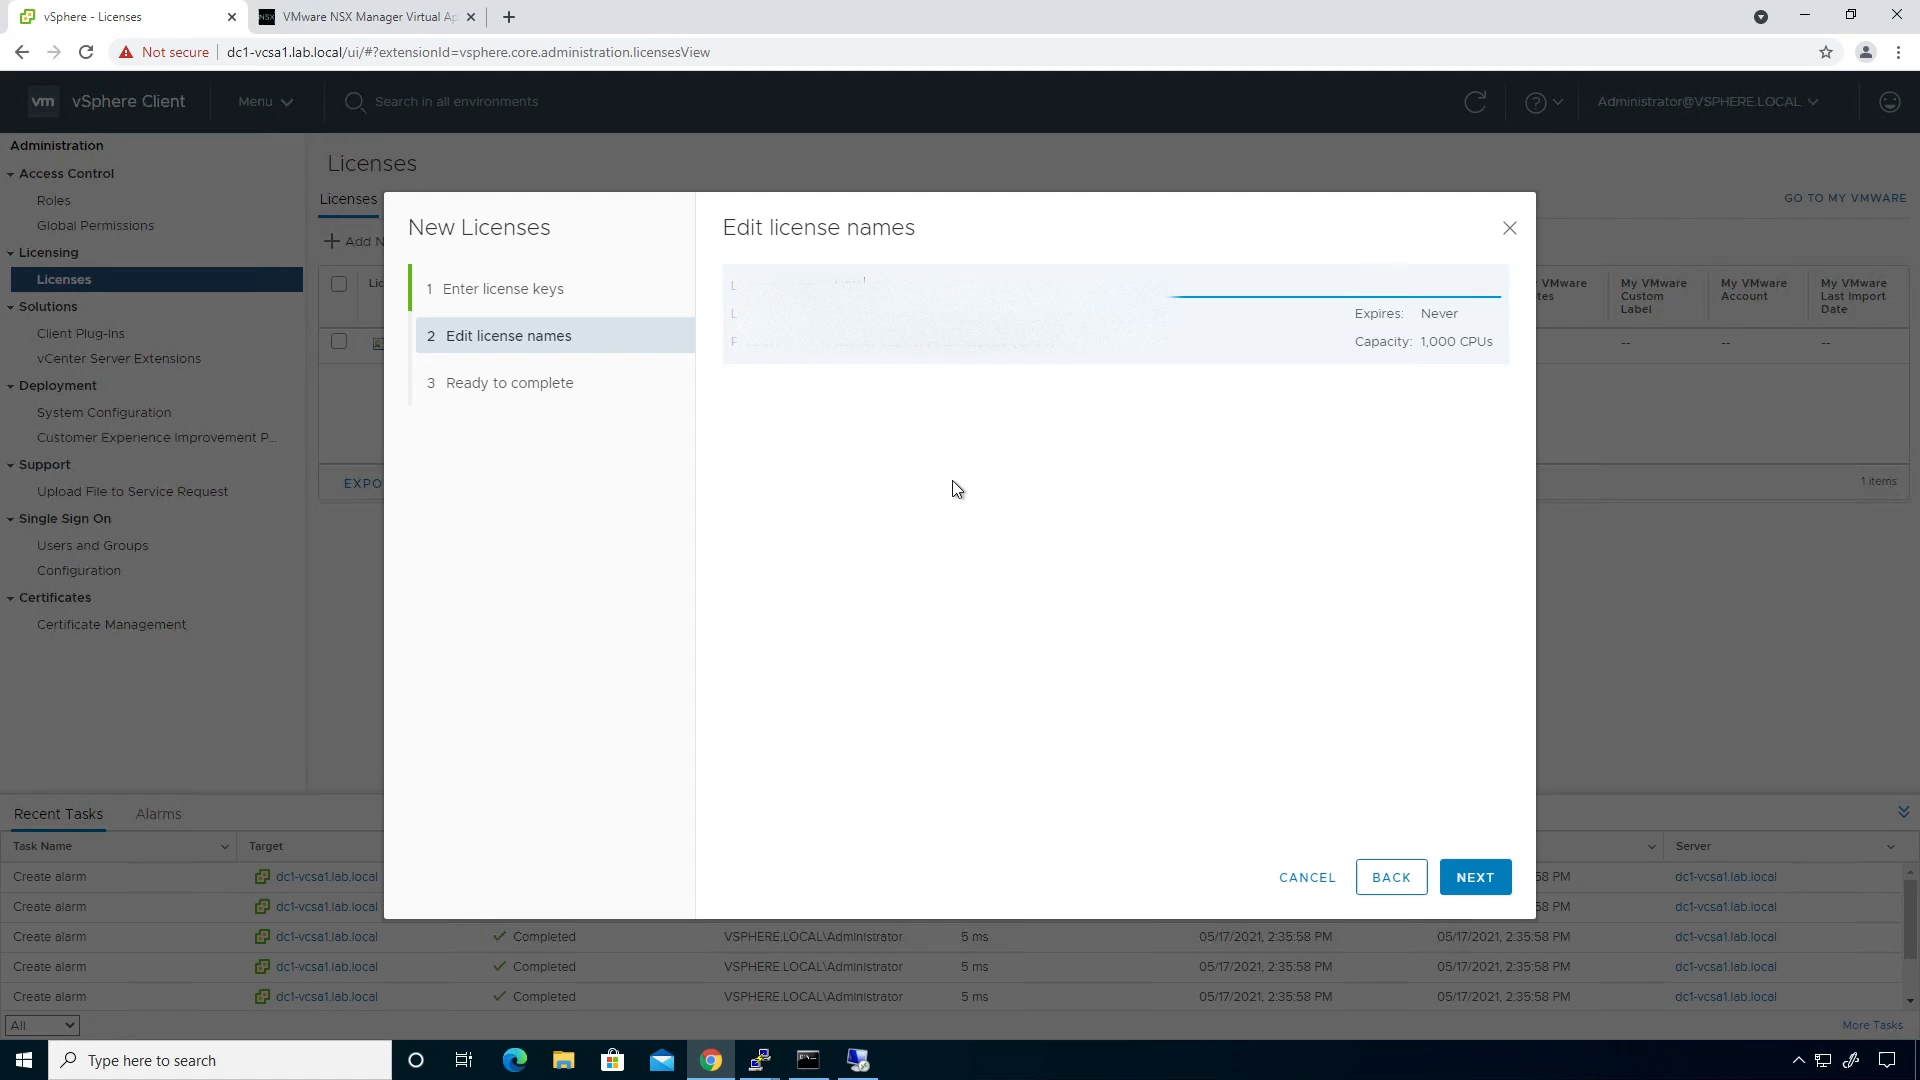 vSphere - Licenses
VMware NSX Manager Virtual Ap
Not secure
dc1-vcsa1.lab.local/ui/#?extensionId=vsphere.core.administration.licensesView
vm vSphere Client
Menu
Search in all environments
Administrator@VSPHERE.LOCAL
Administration
Access Control
Roles
Global Permissions
Licensing
Licenses
Solutions
Client Plug-Ins
vCenter Server Extensions
Deployment
System Configuration
Customer Experience Improvement P...
Support
Upload File to Service Request
Single Sign On
Users and Groups
Configuration
Certificates
Certificate Management
Licenses
Licenses
GO TO MY VMWARE
Add N
My VMware Custom Label
My VMware Account
My VMware Last Import Date
-- -- --
EXPO
1 items
New Licenses
1 Enter license keys
2 Edit license names
3 Ready to complete
Edit license names
Expires: Never
Capacity: 1,000 CPUs
CANCEL BACK NEXT
Recent Tasks Alarms
Task Name Target Server
Create alarm dc1-vcsa1.lab.local 58 PM dc1-vcsa1.lab.local
Create alarm dc1-vcsa1.lab.local 58 PM dc1-vcsa1.lab.local
Create alarm dc1-vcsa1.lab.local Completed VSPHERE.LOCAL\Administrator 5 ms 05/17/2021, 2:35:58 PM 05/17/2021, 2:35:58 PM dc1-vcsa1.lab.local
Create alarm dc1-vcsa1.lab.local Completed VSPHERE.LOCAL\Administrator 5 ms 05/17/2021, 2:35:58 PM 05/17/2021, 2:35:58 PM dc1-vcsa1.lab.local
Create alarm dc1-vcsa1.lab.local Completed VSPHERE.LOCAL\Administrator 5 ms 05/17/2021, 2:35:58 PM 05/17/2021, 2:35:58 PM dc1-vcsa1.lab.local
All
More Tasks
Type here to search